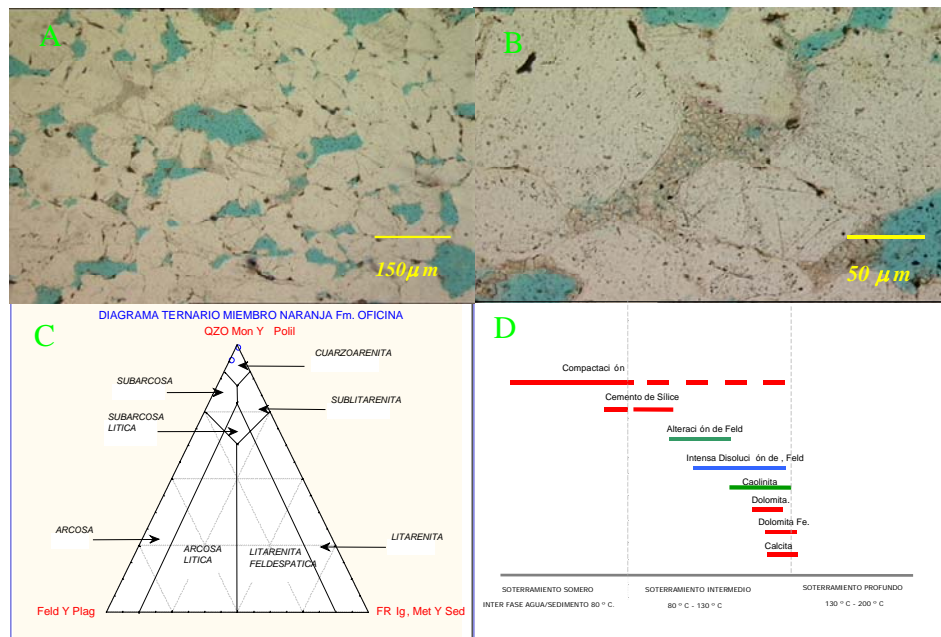 A
150 μ m
B
50 μ m
C
DIAGRAMA TERNARIO MIEMBRO NARANJA Fm. OFICINA
QZO Mon Y Polil
CUARZOARENITA
SUBARCOSA
SUBLITARENITA
SUBARCOSA
LITICA
ARCOSA
ARCOSA
LITICA
LITARENITA
FELDESPATICA
LITARENITA
Feld Y Plag
FR Ig, Met Y Sed
D
Compactaci ón
Cemento de Sílice
Alteraci ón de Feld
Intensa Disoluci ón de , Feld
Caolinita
Dolomita.
Dolomita Fe.
Calcita
SOTERRAMIENTO SOMERO
INTER FASE AGUA/SEDIMENTO 80 º C.
SOTERRAMIENTO INTERMEDIO
80 º C - 130 º C
SOTERRAMIENTO PROFUNDO
130 º C - 200 º C